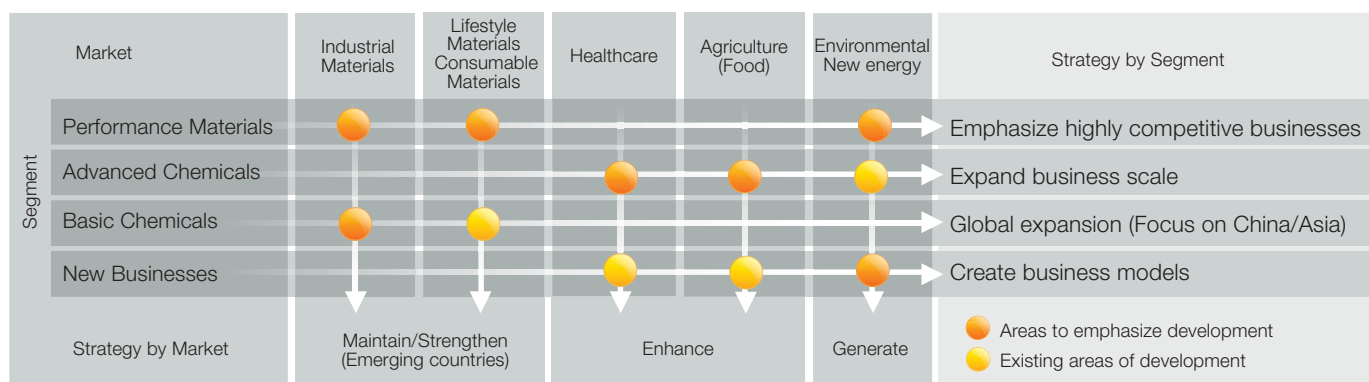 Market
Industrial
Materials
Lifestyle
Materials
Consumable
Materials
Healthcare
Agriculture
(Food)
Environmental
New energy
Strategy by Segment
Segment
Performance Materials
Emphasize highly competitive businesses
Advanced Chemicals
Expand business scale
Basic Chemicals
Global expansion (Focus on China/Asia)
New Businesses
Create business models
Strategy by Market
Maintain/Strengthen
(Emerging countries)
Enhance
Generate
Areas to emphasize development
Existing areas of development